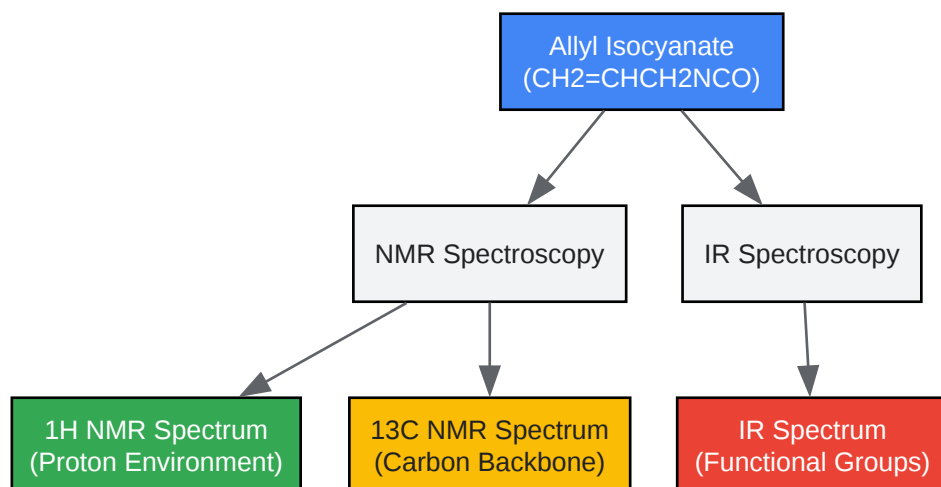 Allyl Isocyanate
(CH2=CHCH2NCO)
NMR Spectroscopy
IR Spectroscopy
1H NMR Spectrum
(Proton Environment)
13C NMR Spectrum
(Carbon Backbone)
IR Spectrum
(Functional Groups)